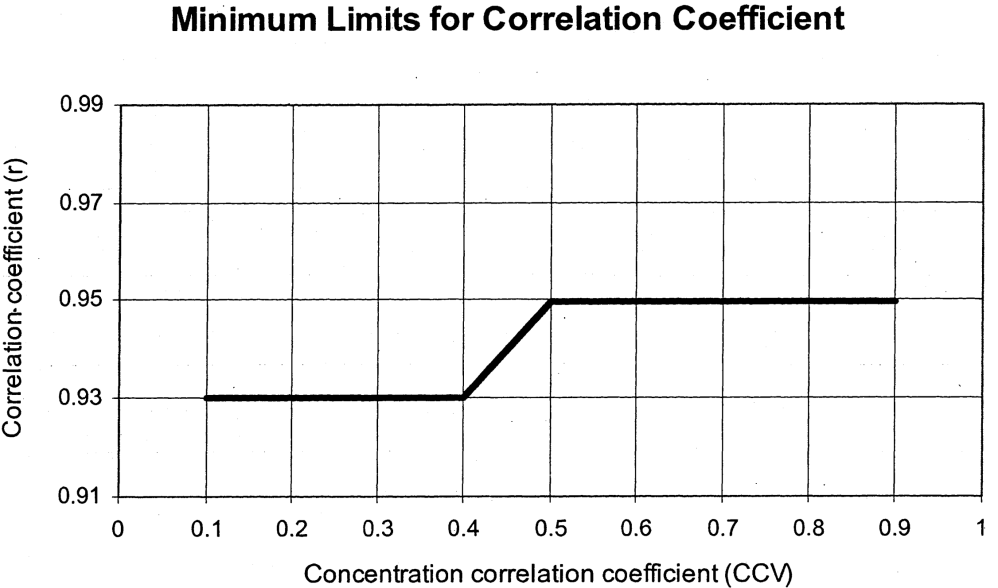 Minimum Limits for Correlation Coefficient
Correlation coefficient (r)
0.99
0.97
0.95
0.93
0.91
0 0.1 0.2 0.3 0.4 0.5 0.6 0.7 0.8 0.9 1
Concentration correlation coefficient (CCV)